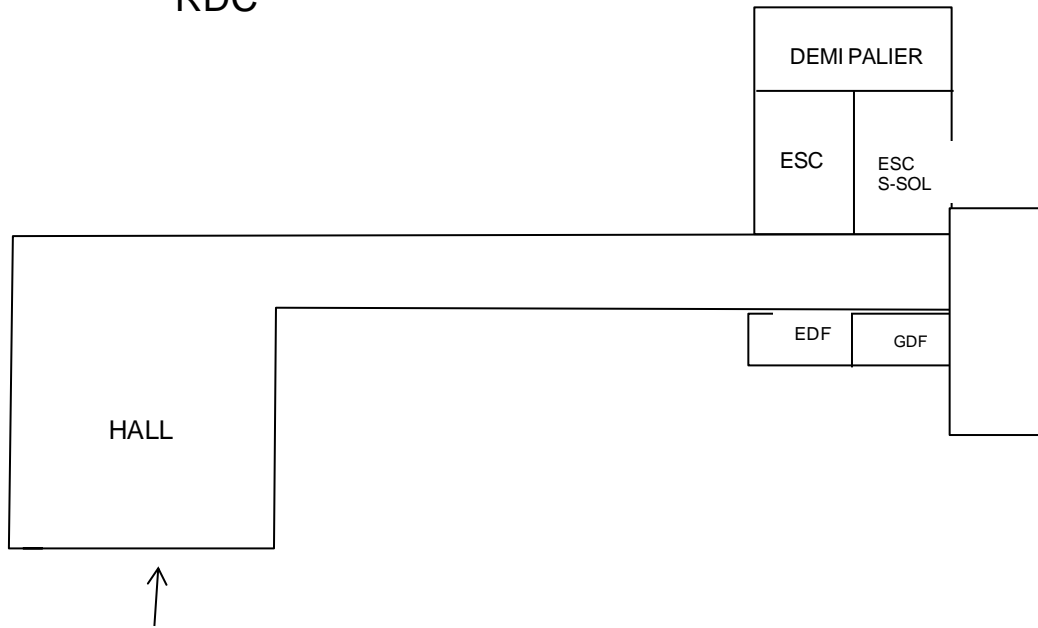 RDC
DEMI PALIER
ESC
ESC
S-SOL
EDF
GDF
HALL